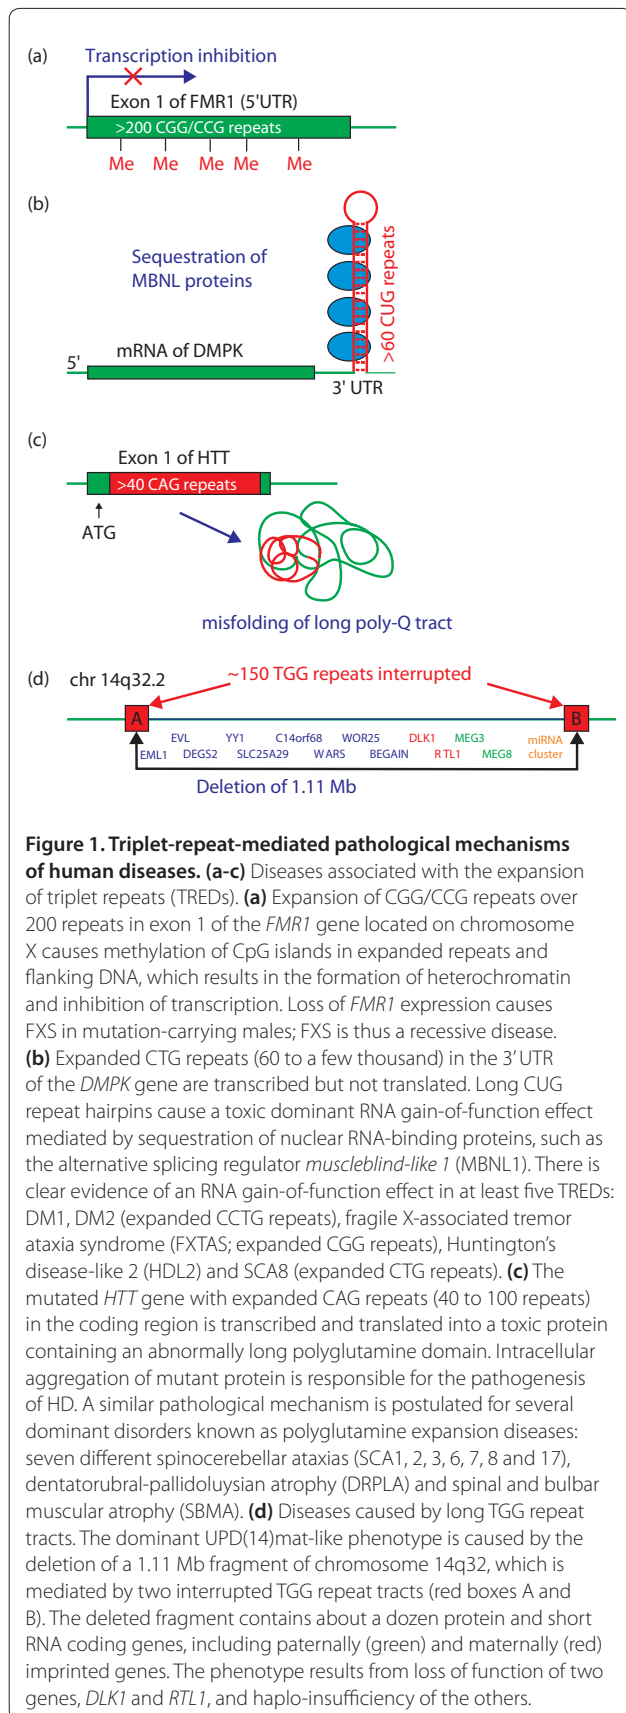 (a)
Transcription inhibition
Exon 1 of FMR1 (5'UTR)
>200 CGG/CCG repeats
Me Me Me Me Me
(b)
Sequestration of
MBNL proteins
>60 CUG repeats
5'
mRNA of DMPK
3' UTR
(c)
Exon 1 of HTT
>40 CAG repeats
ATG
misfolding of long poly-Q tract
(d)
chr 14q32.2
~150 TGG repeats interrupted
A
B
EVL YY1 C14orf68 WOR25 DLK1 MEG3 miRNA
EML1 DEGS2 SLC25A29 WARS BEGAIN RTL1 MEG8 cluster
Deletion of 1.11 Mb
Figure 1. Triplet-repeat-mediated pathological mechanisms
of human diseases. (a-c) Diseases associated with the expansion
of triplet repeats (TREDs). (a) Expansion of CGG/CCG repeats over
200 repeats in exon 1 of the FMR1 gene located on chromosome
X causes methylation of CpG islands in expanded repeats and
flanking DNA, which results in the formation of heterochromatin
and inhibition of transcription. Loss of FMR1 expression causes
FXS in mutation-carrying males; FXS is thus a recessive disease.
(b) Expanded CTG repeats (60 to a few thousand) in the 3' UTR
of the DMPK gene are transcribed but not translated. Long CUG
repeat hairpins cause a toxic dominant RNA gain-of-function effect
mediated by sequestration of nuclear RNA-binding proteins, such as
the alternative splicing regulator muscleblind-like 1 (MBNL1). There is
clear evidence of an RNA gain-of-function effect in at least five TREDs:
DM1, DM2 (expanded CCTG repeats), fragile X-associated tremor
ataxia syndrome (FXTAS; expanded CGG repeats), Huntington's
disease-like 2 (HDL2) and SCA8 (expanded CTG repeats). (c) The
mutated HTT gene with expanded CAG repeats (40 to 100 repeats)
in the coding region is transcribed and translated into a toxic protein
containing an abnormally long polyglutamine domain. Intracellular
aggregation of mutant protein is responsible for the pathogenesis
of HD. A similar pathological mechanism is postulated for several
dominant disorders known as polyglutamine expansion diseases:
seven different spinocerebellar ataxias (SCA1, 2, 3, 6, 7, 8 and 17),
dentatorubral-pallidoluysian atrophy (DRPLA) and spinal and bulbar
muscular atrophy (SBMA). (d) Diseases caused by long TGG repeat
tracts. The dominant UPD(14)mat-like phenotype is caused by the
deletion of a 1.11 Mb fragment of chromosome 14q32, which is
mediated by two interrupted TGG repeat tracts (red boxes A and
B). The deleted fragment contains about a dozen protein and short
RNA coding genes, including paternally (green) and maternally (red)
imprinted genes. The phenotype results from loss of function of two
genes, DLK1 and RTL1, and haplo-insufficiency of the others.